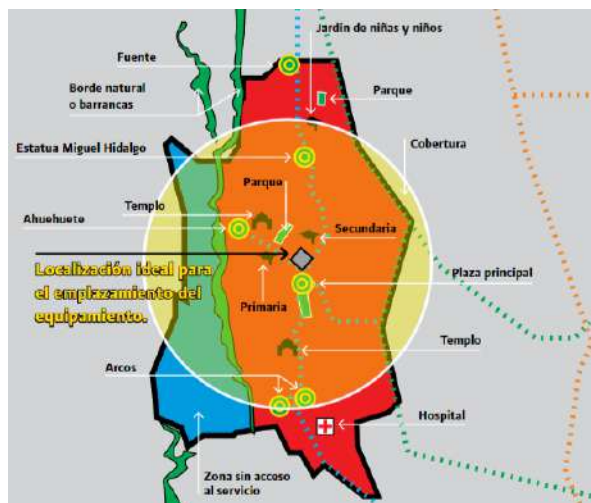 Jardín de niñas y niños
Fuente
Borde natural
o barrancas
Parque
Estatua Miguel Hidalgo
Cobertura
Parque
Templo
Ahuehuete
Secundaria
Localización ideal para
el emplazamiento del
equipamiento.
Plaza principal
Primaria
Templo
Arcos
Hospital
Zona sin acceso
al servicio